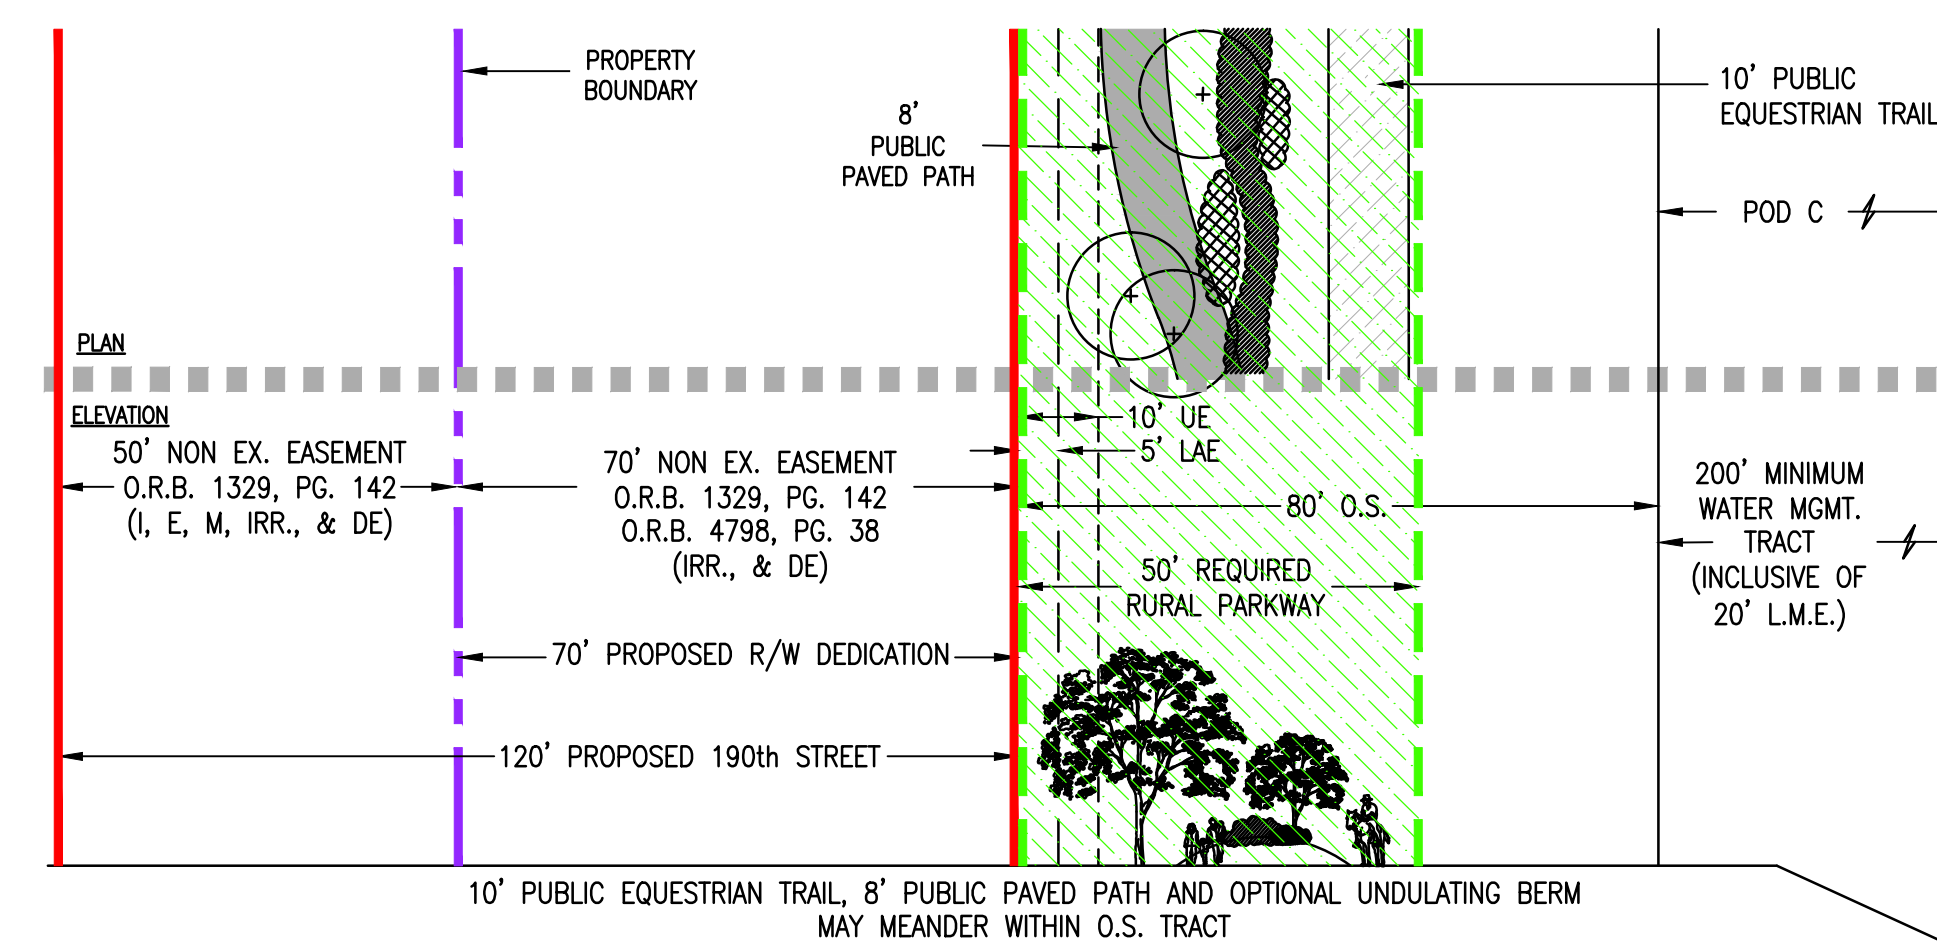 PROPERTY
BOUNDARY
8'
PUBLIC
PAVED PATH
10' PUBLIC
EQUESTRIAN TRAIL
POD C
PLAN
ELEVATION
50' NON EX. EASEMENT
O.R.B. 1329, PG. 142
(I, E, M, IRR., & DE)
70' NON EX. EASEMENT
O.R.B. 1329, PG. 142
O.R.B. 4798, PG. 38
(IRR., & DE)
10' UE
5' LAE
80' O.S.
200' MINIMUM
WATER MGMT.
TRACT
(INCLUSIVE OF
20' L.M.E.)
50' REQUIRED
RURAL PARKWAY
70' PROPOSED R/W DEDICATION
120' PROPOSED 190th STREET
10' PUBLIC EQUESTRIAN TRAIL, 8' PUBLIC PAVED PATH AND OPTIONAL UNDULATING BERM
MAY MEANDER WITHIN O.S. TRACT